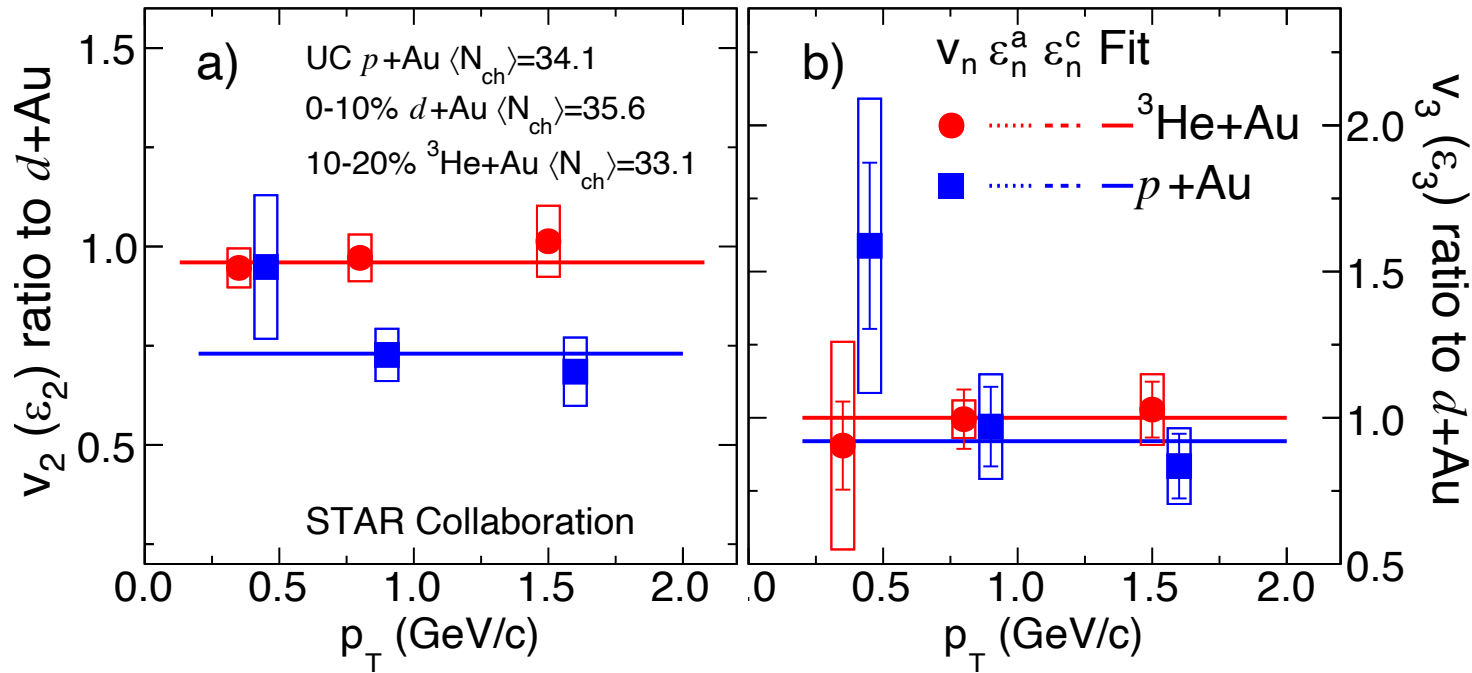 v₂ (ε₂) ratio to d+Au
1.5
1.0
0.5
a)
UC p+Au ⟨N_ch⟩=34.1
0-10% d+Au ⟨N_ch⟩=35.6
10-20% ³He+Au ⟨N_ch⟩=33.1
STAR Collaboration
0.0 0.5 1.0 1.5 2.0
p_T (GeV/c)
b)
v_n ε_n^a ε_n^c Fit
³He+Au
p+Au
.0 0.5 1.0 1.5 2.0
p_T (GeV/c)
2.0
1.5
1.0
0.5
v₃ (ε₃) ratio to d+Au